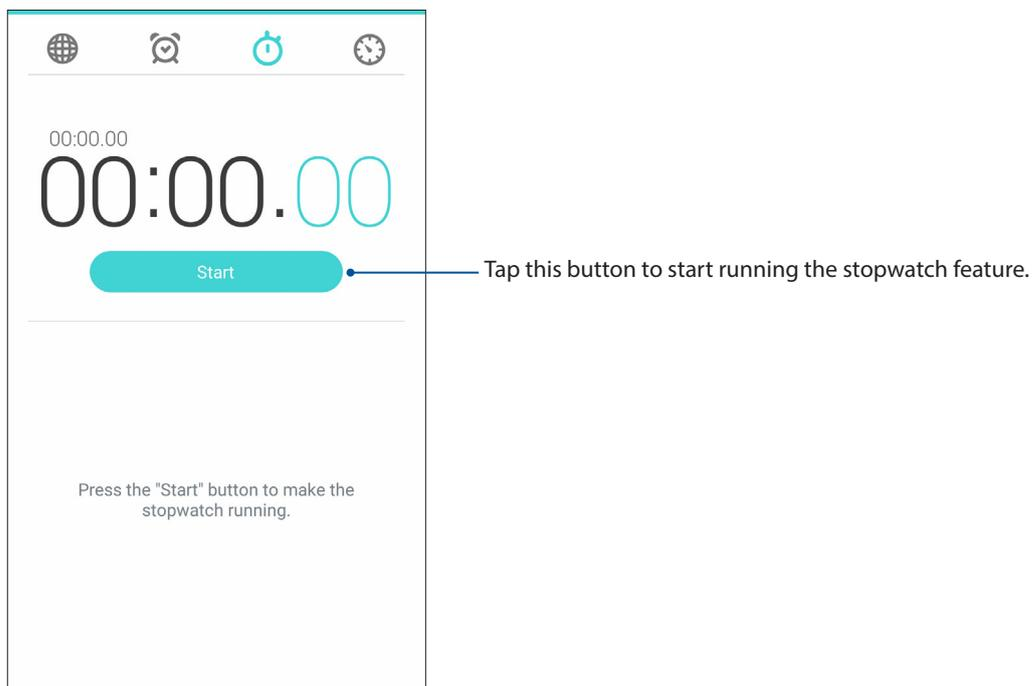 00:00.00
00:00.00
Start
Tap this button to start running the stopwatch feature.
Press the "Start" button to make the
stopwatch running.